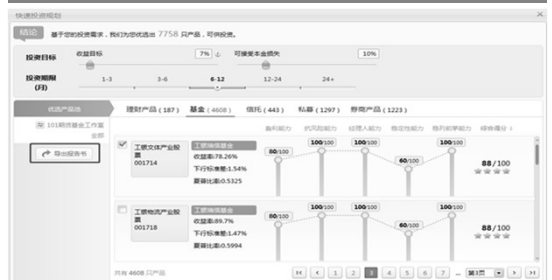 快速投资规划
结论 基于您的投资需求，我们为您优选出 7758 只产品，可供投资。
投资目标 收益目标 7% 可接受本金损失 10%
投资期限(月) 1-3 3-6 6-12 12-24 24+
优选产品池 理财产品 ( 187 ) 基金 ( 4608 ) 信托 ( 443 ) 私募 ( 1297 ) 券商产品 ( 1223 )
101期货基金工作室
全部
导出报告书
盈利能力 抗风险能力 经理人能力 稳定性能力 盈利前景能力 综合得分
工银文体产业股票
001714
工银瑞信基金
收益率:78.26%
下行标准差:1.54%
夏普比率:0.5325
80/100 100/100 100/100 60/100 100/100 88/100
工银物流产业股票
001718
工银瑞信基金
收益率:89.7%
下行标准差:1.47%
夏普比率:0.5994
80/100 100/100 100/100 60/100 100/100 88/100
共有 4608 只产品
1 2 3 4 5 6 7 ... 第3页